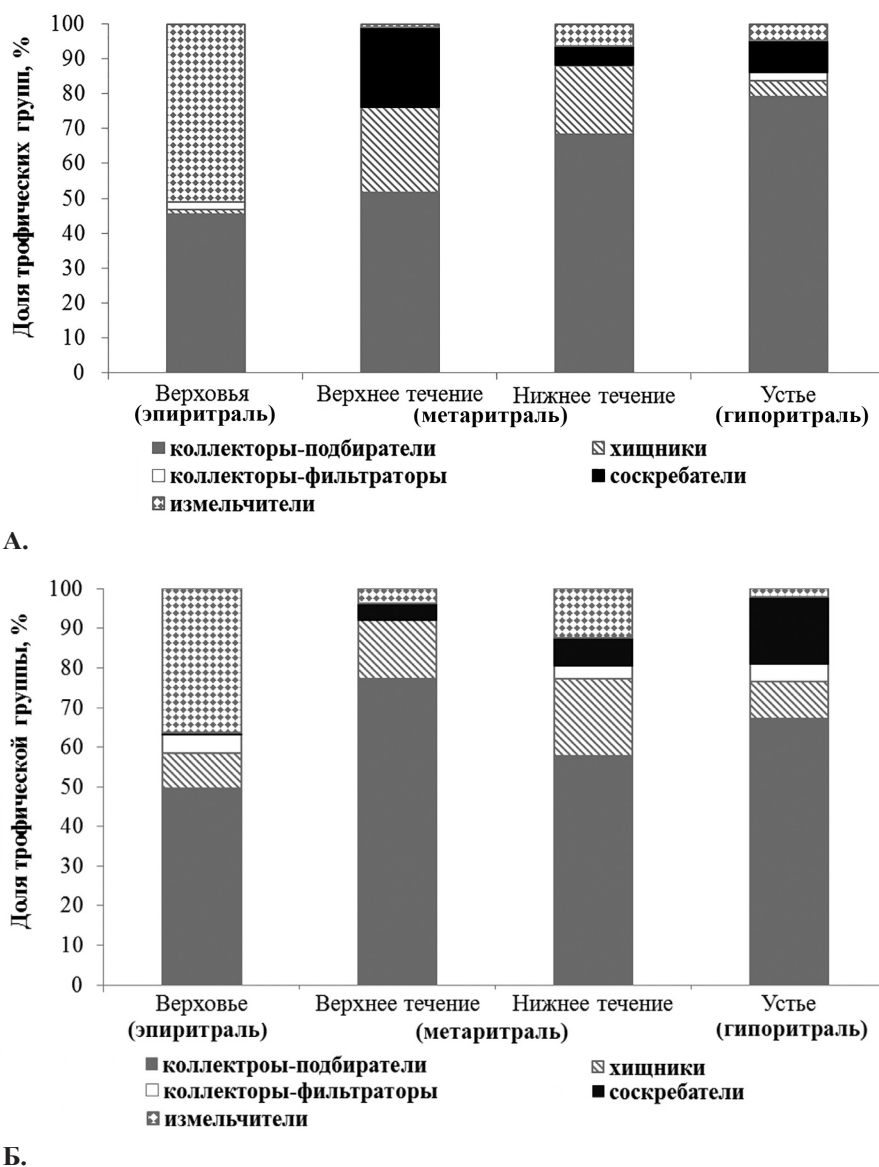 Доля трофических групп, %
100
90
80
70
60
50
40
30
20
10
0
Верховья Верхнее течение Нижнее течение Устье
(эпиритраль) (метаритраль) (гипоритраль)
коллекторы-подбиратели хищники
коллекторы-фильтраторы соскребатели
измельчители
А.
Доля трофической группы, %
100
90
80
70
60
50
40
30
20
10
0
Верховье Верхнее течение Нижнее течение Устье
(эпиритраль) (метаритраль) (гипоритраль)
коллектроы-подбиратели хищники
коллекторы-фильтраторы соскребатели
измельчители
Б.